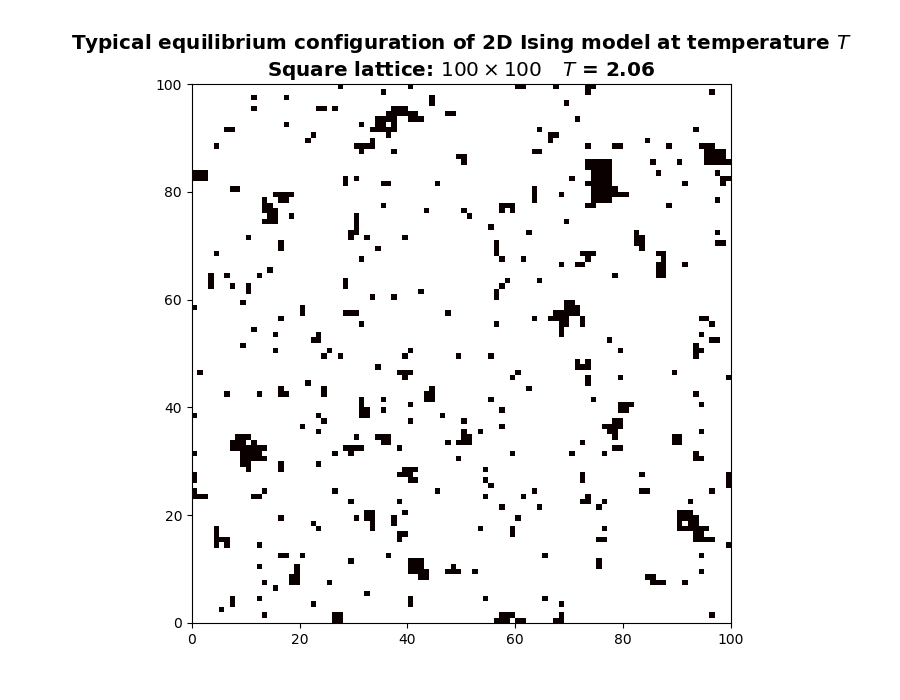 Typical equilibrium configuration of 2D Ising model at temperature T
Square lattice: 100 × 100 T = 2.06
100
80
60
40
20
0
0 20 40 60 80 100